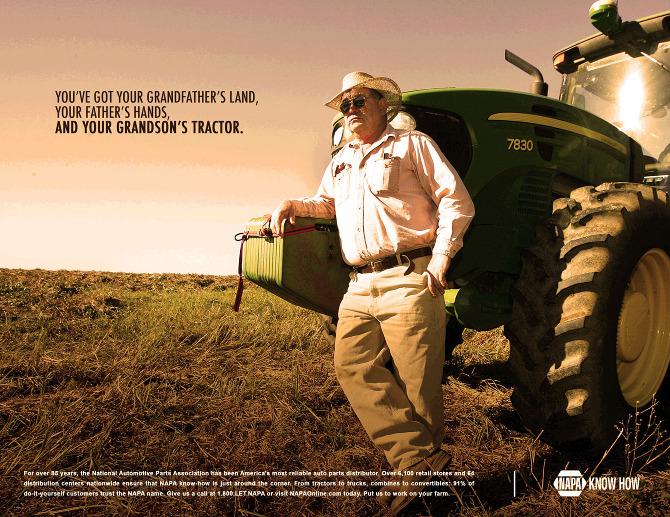 YOU'VE GOT YOUR GRANDFATHER'S LAND,
YOUR FATHER'S HANDS,
AND YOUR GRANDSON'S TRACTOR.
7830
For over 85 years, the National Automotive Parts Association has been America's most reliable auto parts distributor. Over 6,100 retail stores and 64
distribution centers nationwide ensure that NAPA know-how is just around the corner. From tractors to trucks, combines to convertibles: 91% of
do-it-yourself customers trust the NAPA name. Give us a call at 1.800.LET.NAPA or visit NAPAOnline.com today. Put us to work on your farm.
NAPA KNOW HOW